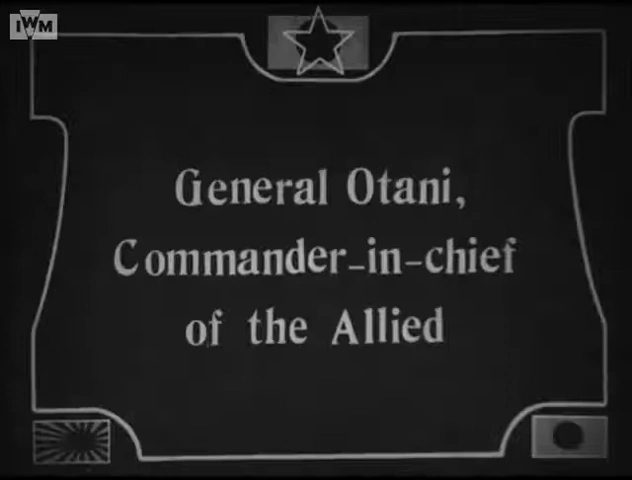 IWM
General Otani,
Commander-in-chief
of the Allied